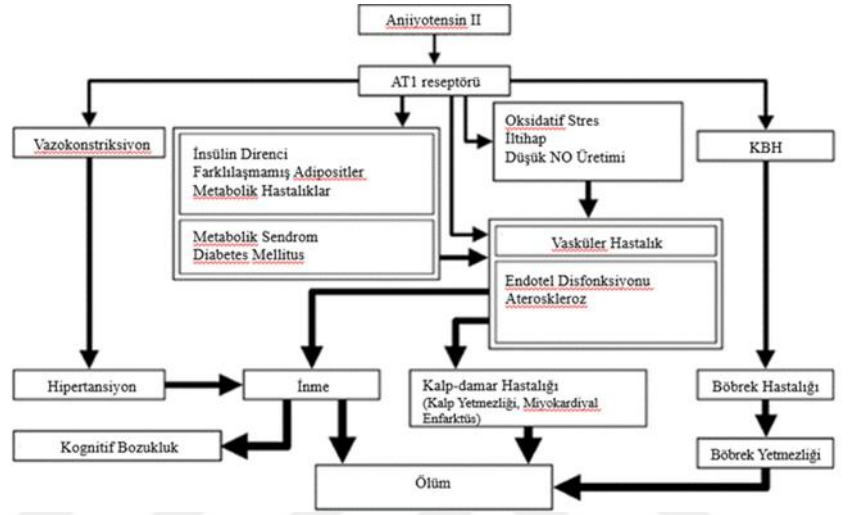 Anjiyotensin II
AT1 reseptörü
Vazokonstriksiyon
İnsülin Direnci
Farklılaşmamış Adipositler
Metabolik Hastalıklar
Metabolik Sendrom
Diabetes Mellitus
Oksidatif Stres
İltihap
Düşük NO Üretimi
KBH
Vasküler Hastalık
Endotel Disfonksiyonu
Ateroskleroz
Hipertansiyon
İnme
Kalp-damar Hastalığı
(Kalp Yetmezliği, Miyokardiyal
Enfarktüs)
Böbrek Hastalığı
Kognitif Bozukluk
Böbrek Yetmezliği
Ölüm